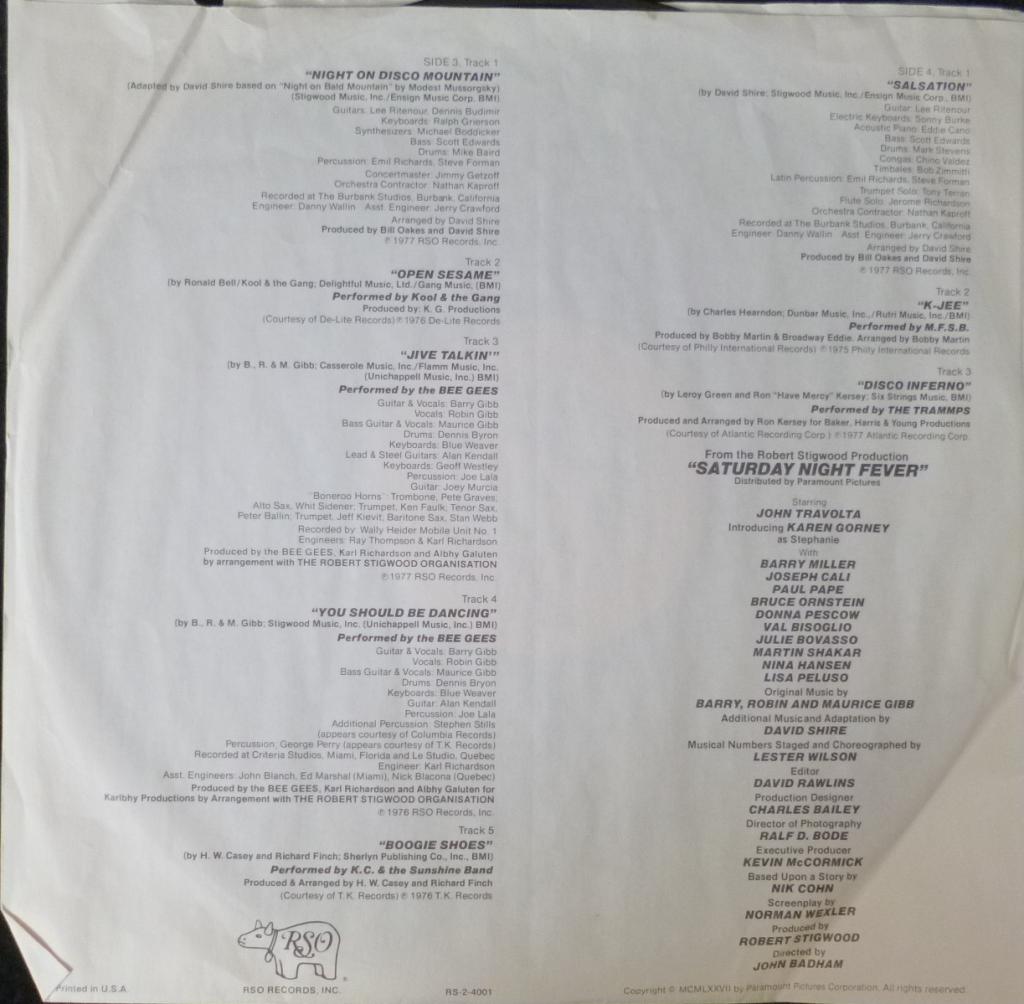 SIDE 3, Track 1
"NIGHT ON DISCO MOUNTAIN"
(Adapted by David Shire based on "Night on Bald Mountain" by Modest Mussorgsky)
(Stigwood Music, Inc./Ensign Music Corp. BMI)
Guitars: Lee Ritenour, Dennis Budimir
Keyboards: Ralph Grierson
Synthesizers: Michael Boddicker
Bass: Scott Edwards
Drums: Mike Baird
Percussion: Emil Richards, Steve Forman
Concertmaster: Jimmy Getzoff
Orchestra Contractor: Nathan Kaproff
Recorded at The Burbank Studios, Burbank, California
Engineer: Danny Wallin Asst. Engineer: Jerry Crawford
Arranged by David Shire
Produced by Bill Oakes and David Shire
℗ 1977 RSO Records, Inc.
Track 2
"OPEN SESAME"
(by Ronald Bell/Kool & the Gang; Delightful Music, Ltd./Gang Music, (BMI)
Performed by Kool & the Gang
Produced by: K. G. Productions
(Courtesy of De-Lite Records) ℗ 1976 De-Lite Records
Track 3
"JIVE TALKIN'"
(by B., R. & M. Gibb; Casserole Music, Inc./Flamm Music, Inc.
(Unichappell Music, Inc.) BMI)
Performed by the BEE GEES
Guitar & Vocals: Barry Gibb
Vocals: Robin Gibb
Bass Guitar & Vocals: Maurice Gibb
Drums: Dennis Byron
Keyboards: Blue Weaver
Lead & Steel Guitars: Alan Kendall
Keyboards: Geoff Westley
Percussion: Joe Lala
Guitar: Joey Murcia
"Boneroo Horns": Trombone, Pete Graves;
Alto Sax, Whit Sidener; Trumpet, Ken Faulk; Tenor Sax,
Peter Ballin; Trumpet, Jeff Kievit; Baritone Sax, Stan Webb
Recorded by: Wally Heider Mobile Unit No. 1
Engineers: Ray Thompson & Karl Richardson
Produced by the BEE GEES, Karl Richardson and Albhy Galuten
by arrangement with THE ROBERT STIGWOOD ORGANISATION
℗ 1977 RSO Records, Inc.
Track 4
"YOU SHOULD BE DANCING"
(by B., R. & M. Gibb; Stigwood Music, Inc. (Unichappell Music, Inc.) BMI)
Performed by the BEE GEES
Guitar & Vocals: Barry Gibb
Vocals: Robin Gibb
Bass Guitar & Vocals: Maurice Gibb
Drums: Dennis Bryon
Keyboards: Blue Weaver
Guitar: Alan Kendall
Percussion: Joe Lala
Additional Percussion: Stephen Stills
(appears courtesy of Columbia Records)
Percussion, George Perry (appears courtesy of T.K. Records)
Recorded at Criteria Studios, Miami, Florida and Le Studio, Quebec
Engineer: Karl Richardson
Asst. Engineers: John Blanch, Ed Marshal (Miami), Nick Blacona (Quebec)
Produced by the BEE GEES, Karl Richardson and Albhy Galuten for
Karlbhy Productions by Arrangement with THE ROBERT STIGWOOD ORGANISATION
℗ 1976 RSO Records, Inc.
Track 5
"BOOGIE SHOES"
(by H. W. Casey and Richard Finch; Sherlyn Publishing Co., Inc., BMI)
Performed by K.C. & the Sunshine Band
Produced & Arranged by H. W. Casey and Richard Finch
(Courtesy of T.K. Records) ℗ 1976 T.K. Records
RSO
Printed in U.S.A.
RSO RECORDS, INC.
RS-2-4001
SIDE 4, Track 1
"SALSATION"
(by David Shire; Stigwood Music, Inc./Ensign Music Corp., BMI)
Guitar: Lee Ritenour
Electric Keyboards: Sonny Burke
Acoustic Piano: Eddie Cano
Bass: Scott Edwards
Drums: Mark Stevens
Congas: Chino Valdez
Timbales: Bob Zimmitti
Latin Percussion: Emil Richards, Steve Forman
Trumpet Solo: Tony Terran
Flute Solo: Jerome Richardson
Orchestra Contractor: Nathan Kaproff
Recorded at The Burbank Studios, Burbank, California
Engineer: Danny Wallin Asst. Engineer: Jerry Crawford
Arranged by David Shire
Produced by Bill Oakes and David Shire
℗ 1977 RSO Records, Inc.
Track 2
"K-JEE"
(by Charles Hearndon; Dunbar Music, Inc../Rutri Music, Inc./BMI)
Performed by M.F.S.B.
Produced by Bobby Martin & Broadway Eddie. Arranged by Bobby Martin
(Courtesy of Philly International Records) ℗ 1975 Philly International Records
Track 3
"DISCO INFERNO"
(by Leroy Green and Ron "Have Mercy" Kersey; Six Strings Music, BMI)
Performed by THE TRAMMPS
Produced and Arranged by Ron Kersey for Baker, Harris & Young Productions
(Courtesy of Atlantic Recording Corp.) ℗ 1977 Atlantic Recording Corp.
From the Robert Stigwood Production
"SATURDAY NIGHT FEVER"
Distributed by Paramount Pictures
Starring
JOHN TRAVOLTA
Introducing KAREN GORNEY
as Stephanie
With
BARRY MILLER
JOSEPH CALI
PAUL PAPE
BRUCE ORNSTEIN
DONNA PESCOW
VAL BISOGLIO
JULIE BOVASSO
MARTIN SHAKAR
NINA HANSEN
LISA PELUSO
Original Music by
BARRY, ROBIN AND MAURICE GIBB
Additional Music and Adaptation by
DAVID SHIRE
Musical Numbers Staged and Choreographed by
LESTER WILSON
Editor
DAVID RAWLINS
Production Designer
CHARLES BAILEY
Director of Photography
RALF D. BODE
Executive Producer
KEVIN McCORMICK
Based Upon a Story by
NIK COHN
Screenplay by
NORMAN WEXLER
Produced by
ROBERT STIGWOOD
Directed by
JOHN BADHAM
Copyright © MCMLXXVII by Paramount Pictures Corporation. All rights reserved.